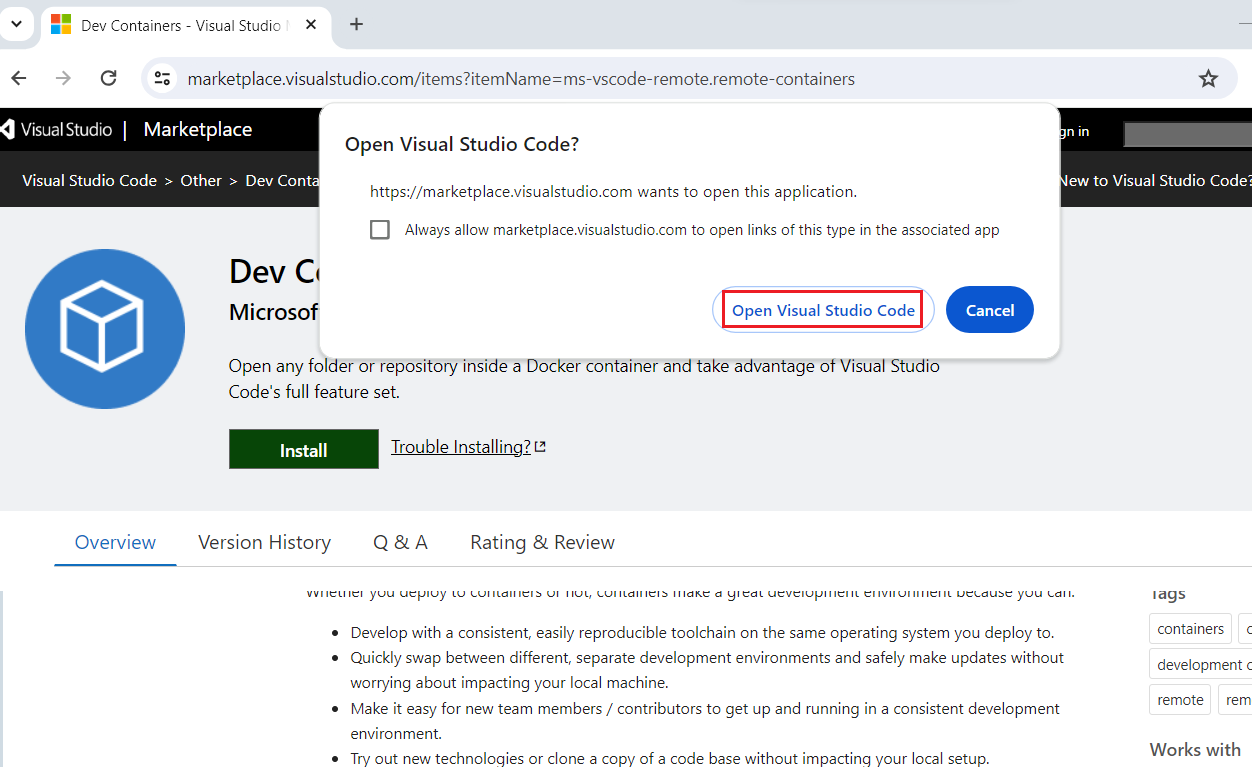 Dev Containers - Visual Studio
marketplace.visualstudio.com/items?itemName=ms-vscode-remote.remote-containers
Visual Studio | Marketplace
gn in
Visual Studio Code > Other > Dev Conta
New to Visual Studio Code?
Open Visual Studio Code?
https://marketplace.visualstudio.com wants to open this application.
Always allow marketplace.visualstudio.com to open links of this type in the associated app
Open Visual Studio Code
Cancel
Dev Co
Microsof
Open any folder or repository inside a Docker container and take advantage of Visual Studio
Code's full feature set.
Install
Trouble Installing?
Overview
Version History
Q & A
Rating & Review
Whether you deploy to containers or not, containers make a great development environment because you can:
• Develop with a consistent, easily reproducible toolchain on the same operating system you deploy to.
• Quickly swap between different, separate development environments and safely make updates without
worrying about impacting your local machine.
• Make it easy for new team members / contributors to get up and running in a consistent development
environment.
• Try out new technologies or clone a copy of a code base without impacting your local setup.
Tags
containers
development c
remote
rem
Works with